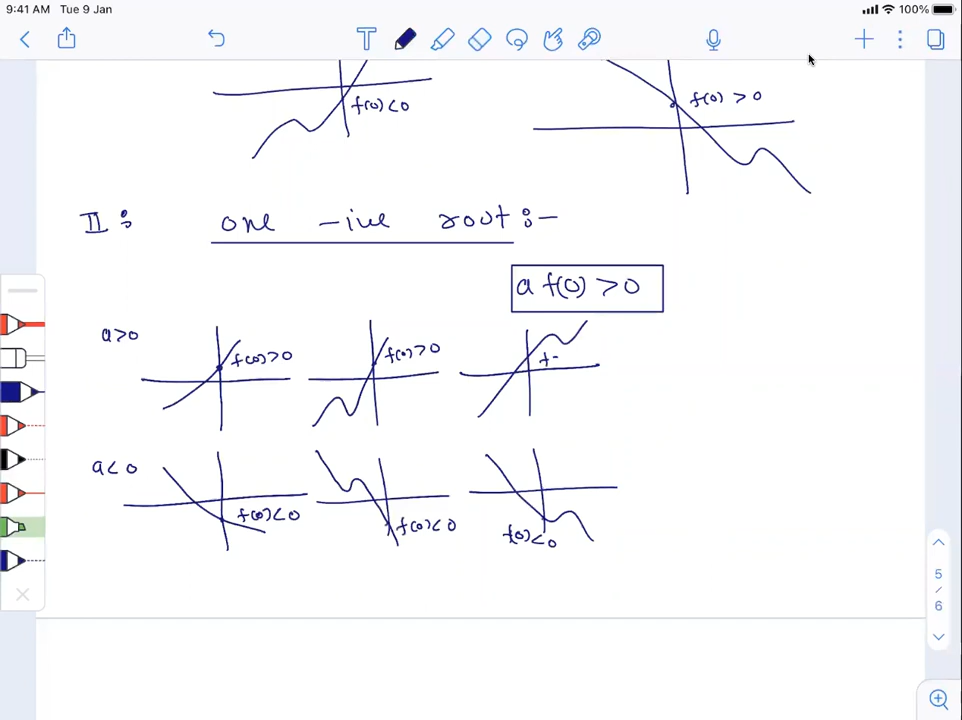 9:41 AM Tue 9 Jan
100%
f(0) < 0
f(0) > 0
II :
one -ive root :-
a f(0) > 0
a>0
f(0)>0
f(0)>0
+-
a<0
f(0)<0
f(0)<0
f(0)<0
5
/
6